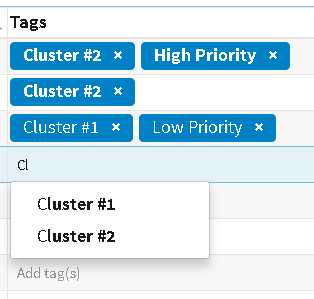 Tags
Cluster #2 × High Priority ×
Cluster #2 ×
Cluster #1 × Low Priority ×
Cl
Cluster #1
Cluster #2
Add tag(s)